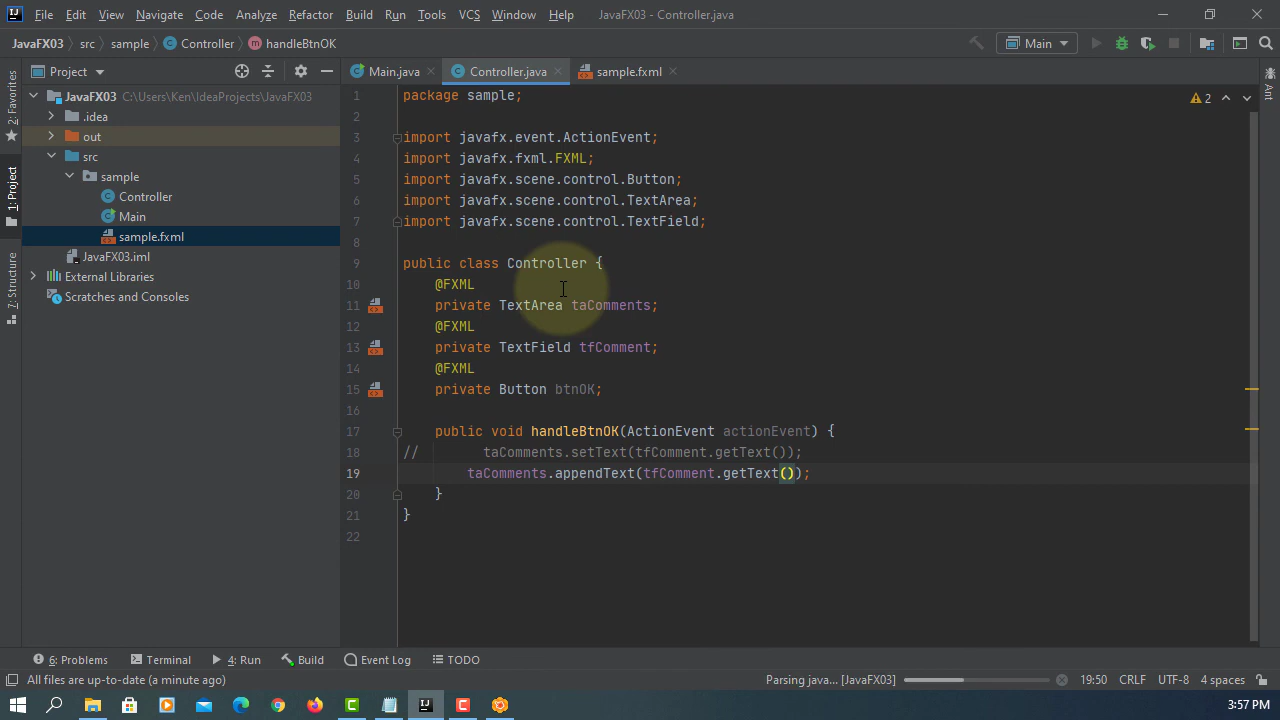 File Edit View Navigate Code Analyze Refactor Build Run Tools VCS Window Help JavaFX03 - Controller.java
JavaFX03 src sample Controller m handleBtnOK Main
Project Main.java Controller.java sample.fxml
JavaFX03 C:\Users\Ken\IdeaProjects\JavaFX03
.idea
out
src
sample
Controller
Main
sample.fxml
JavaFX03.iml
External Libraries
Scratches and Consoles
2: Favorites
1: Project
7: Structure
Ant
2
1 package sample;
2
3 import javafx.event.ActionEvent;
4 import javafx.fxml.FXML;
5 import javafx.scene.control.Button;
6 import javafx.scene.control.TextArea;
7 import javafx.scene.control.TextField;
8
9 public class Controller {
10 @FXML
11 private TextArea taComments;
12 @FXML
13 private TextField tfComment;
14 @FXML
15 private Button btnOK;
16
17 public void handleBtnOK(ActionEvent actionEvent) {
18 // taComments.setText(tfComment.getText());
19 taComments.appendText(tfComment.getText());
20 }
21 }
22
6: Problems Terminal 4: Run Build Event Log TODO
All files are up-to-date (a minute ago) Parsing java... [JavaFX03] 19:50 CRLF UTF-8 4 spaces
3:57 PM